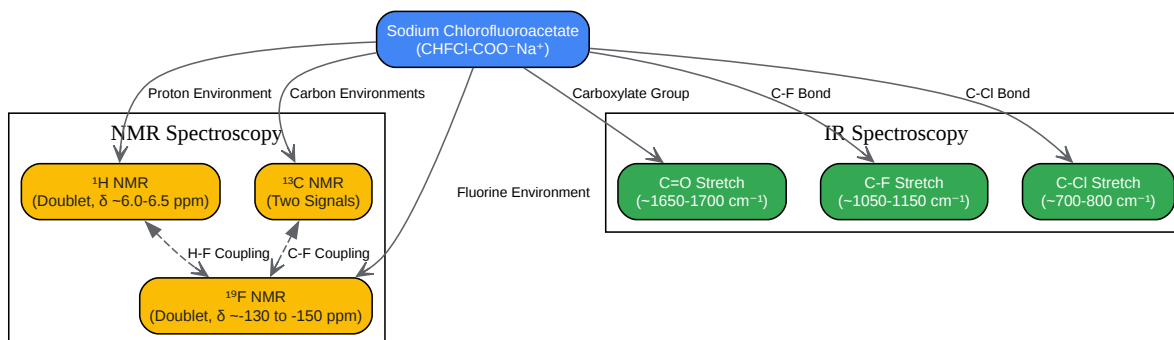 Sodium Chlorofluoroacetate
(CHFCl-COO⁻Na⁺)
Proton Environment
Carbon Environments
Carboxylate Group
C-F Bond
C-Cl Bond
NMR Spectroscopy
IR Spectroscopy
¹H NMR
(Doublet, δ ~6.0-6.5 ppm)
¹³C NMR
(Two Signals)
Fluorine Environment
C=O Stretch
(~1650-1700 cm⁻¹)
C-F Stretch
(~1050-1150 cm⁻¹)
C-Cl Stretch
(~700-800 cm⁻¹)
H-F Coupling
C-F Coupling
¹⁹F NMR
(Doublet, δ ~-130 to -150 ppm)